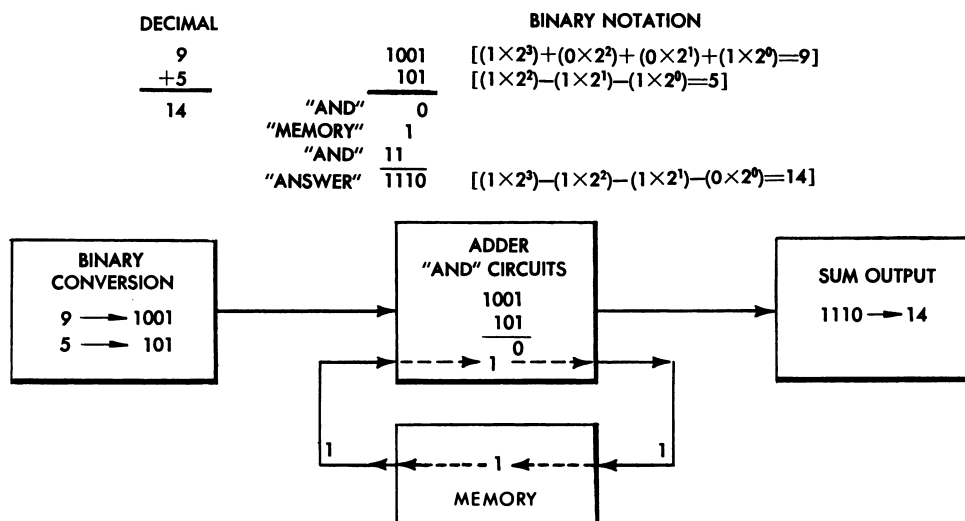 DECIMAL BINARY NOTATION
9 1001 [(1×2³)+(0×2²)+(0×2¹)+(1×2⁰)=9]
+5 101 [(1×2²)−(1×2¹)−(1×2⁰)=5]
14 "AND" 0
"MEMORY" 1
"AND" 11
"ANSWER" 1110 [(1×2³)−(1×2²)−(1×2¹)−(0×2⁰)=14]
BINARY
CONVERSION
9 → 1001
5 → 101
ADDER
"AND" CIRCUITS
1001
101
0
1
SUM OUTPUT
1110 → 14
1 1
1
MEMORY